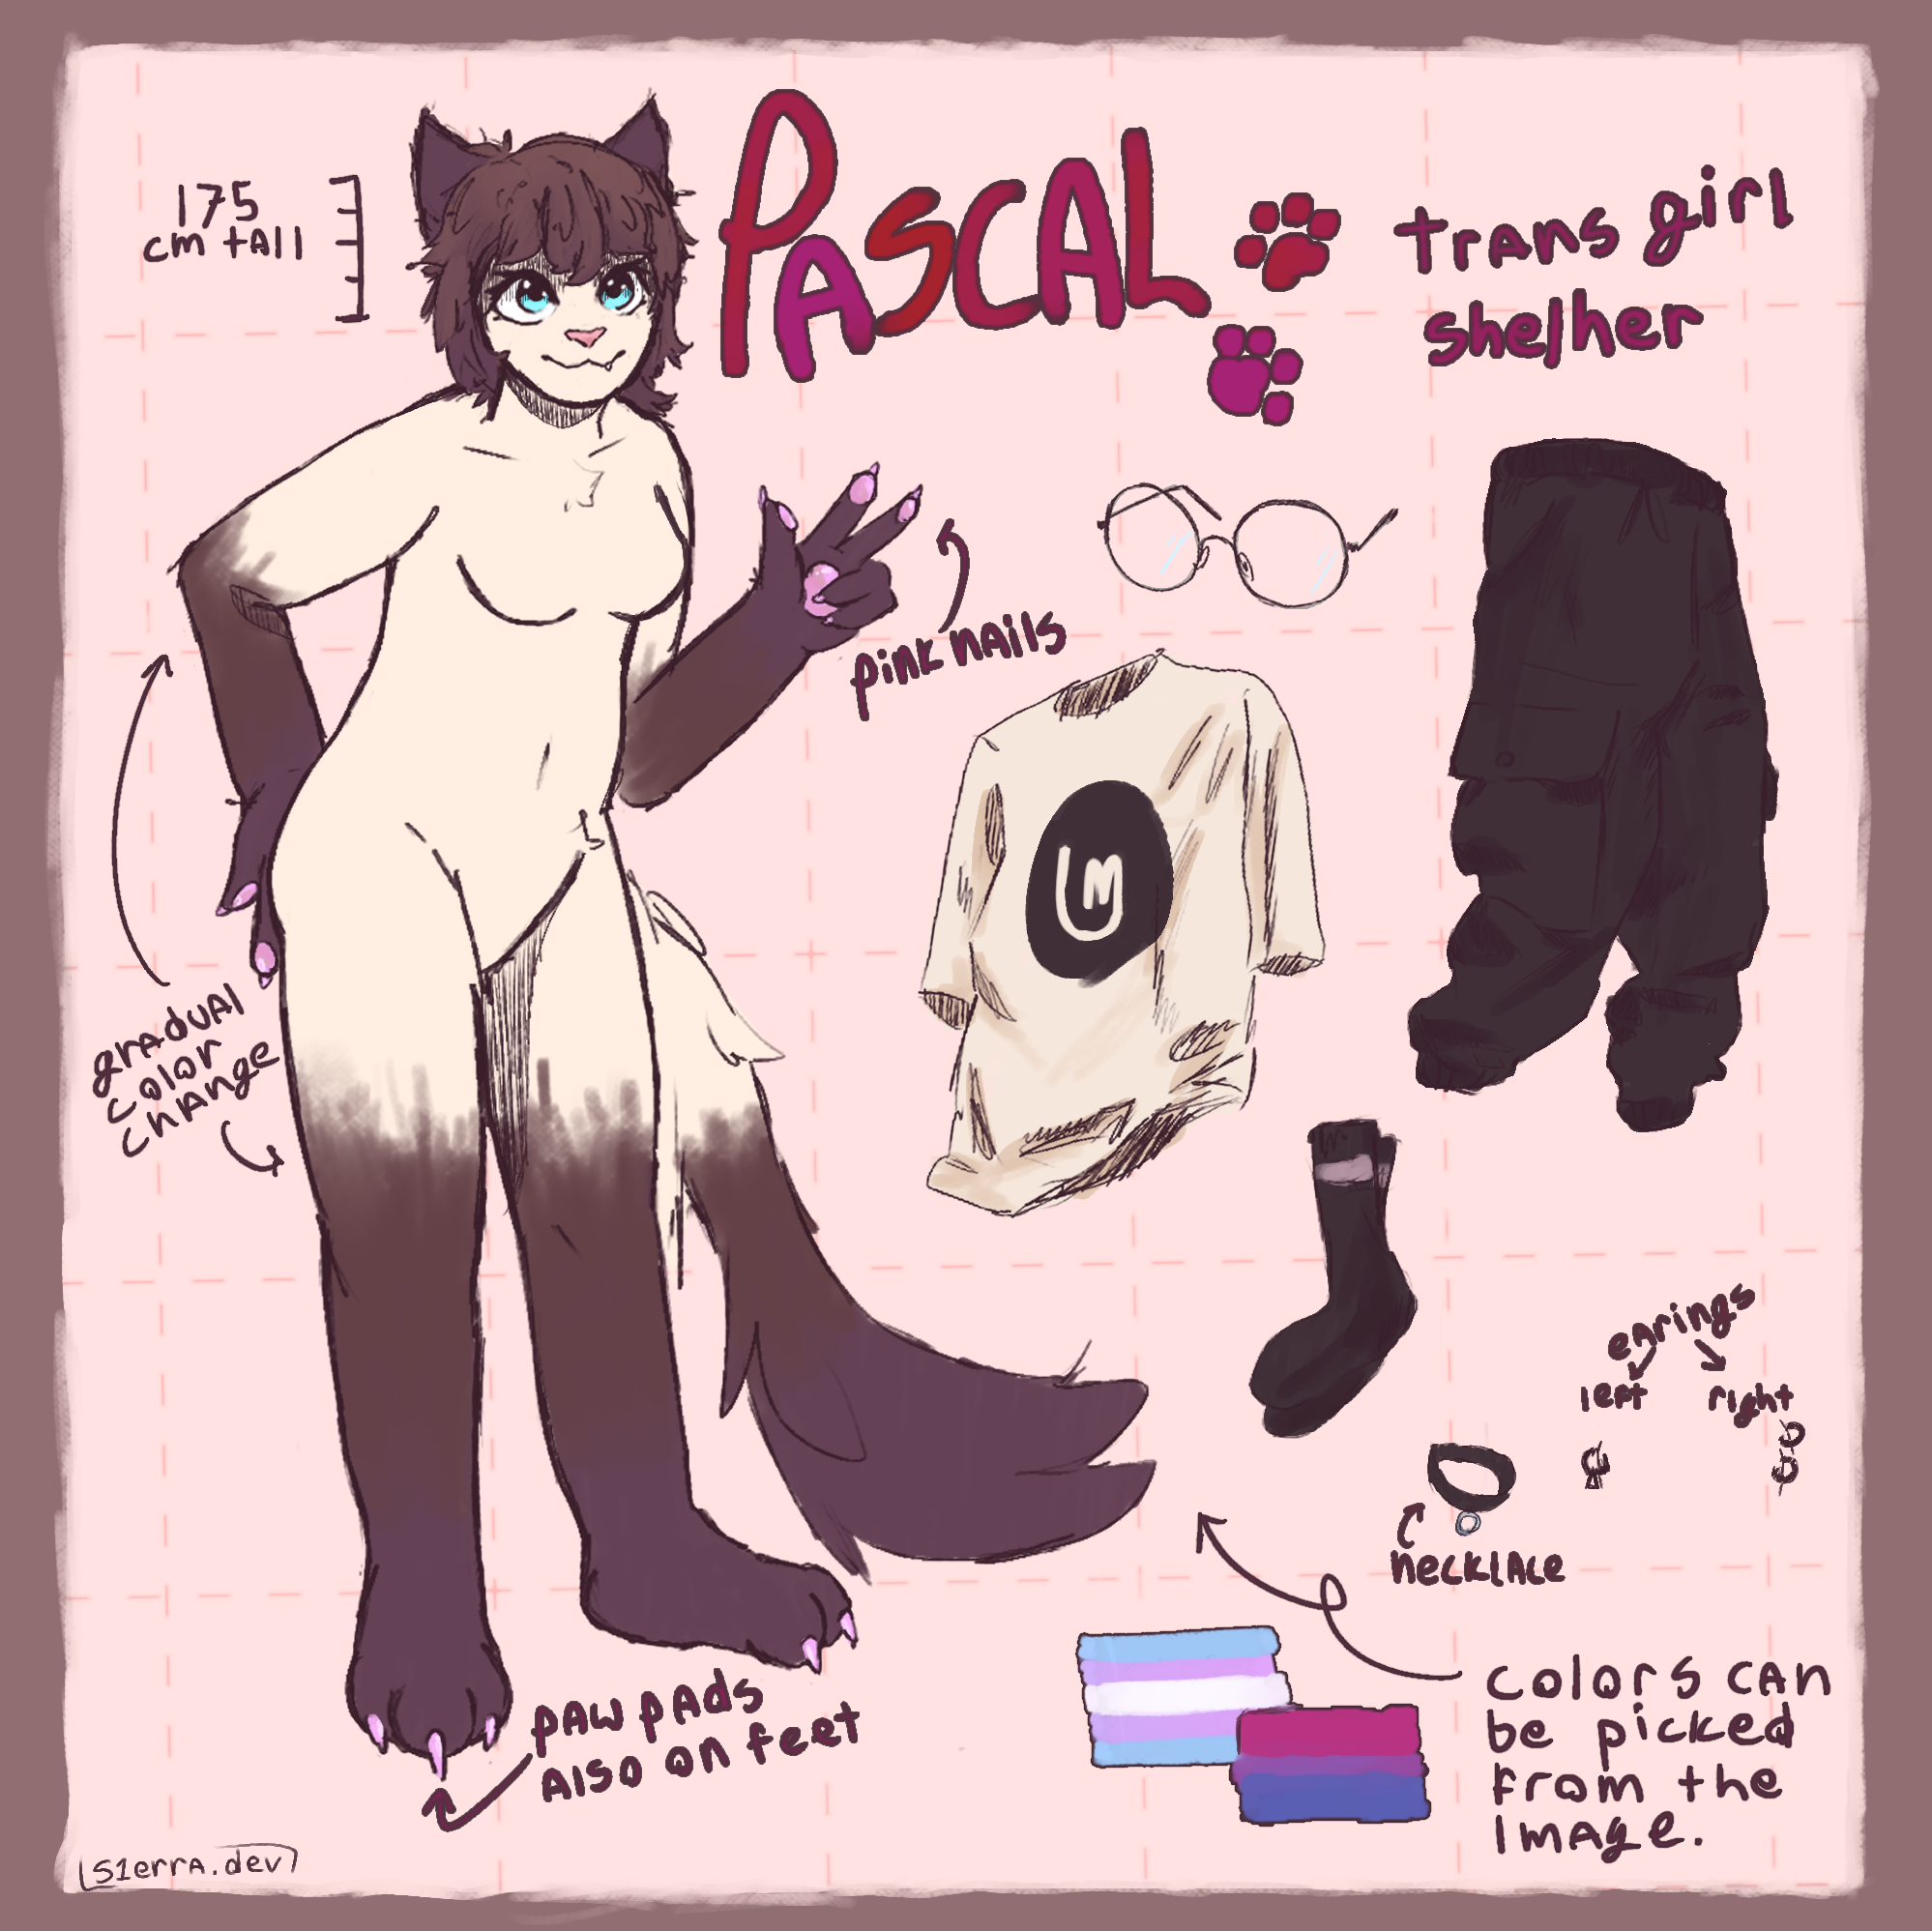 PASCAL
trans girl
she/her
175
cm tall
pink nails
gradual
color
change
LM
earings
left
right
necklace
paw pads
also on feet
colors can
be picked
from the
image.
s1erra.dev